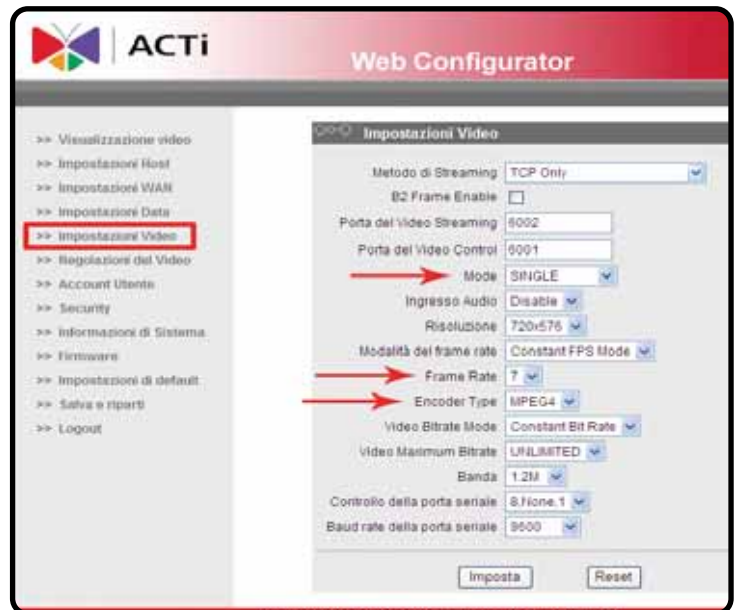 ACTi
Web Configurator
>> Visualizzazione video
>> Impostazioni Host
>> Impostazioni WAN
>> Impostazioni Data
>> Impostazioni Video
>> Regolazioni del Video
>> Account Utente
>> Security
>> Informazioni di Sistema
>> Firmware
>> Impostazioni di default
>> Salva e riparti
>> Logout
Impostazioni Video
Metodo di Streaming TCP Only
B2 Frame Enable
Porta del Video Streaming 6002
Porta del Video Control 6001
Mode SINGLE
Ingresso Audio Disable
Risoluzione 720x576
Modalità del frame rate Constant FPS Mode
Frame Rate 7
Encoder Type MPEG4
Video Bitrate Mode Constant Bit Rate
Video Maximum Bitrate UNLIMITED
Banda 1.2M
Controllo della porta seriale 8,None,1
Baud rate della porta seriale 9600
Imposta Reset